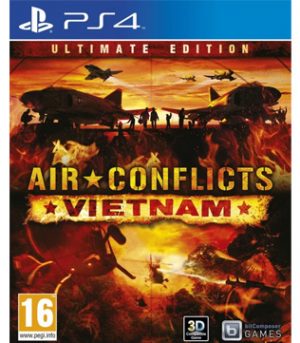 PS4
ULTIMATE EDITION
AIR★CONFLICTS
★VIETNAM★
16
www.pegi.info
3D
bitComposer
GAMES